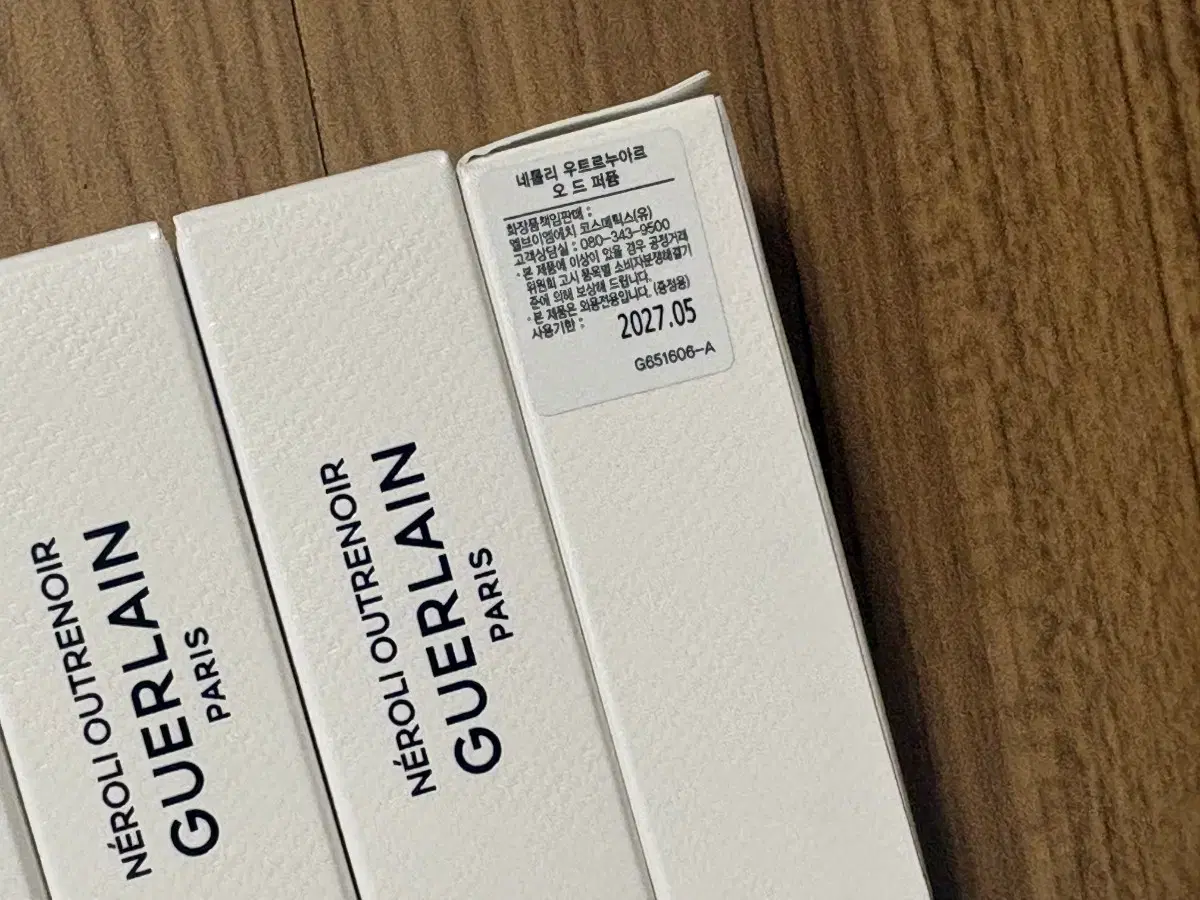 NÉROLI OUTRENOIR
GUERLAIN
PARIS
NÉROLI OUTRENOIR
GUERLAIN
PARIS
네롤리 우트르누아르
오 드 퍼퓸
화장품책임판매 :
엘브이엠에치 코스메틱스(유)
고객상담실 : 080-343-9500
· 본 제품에 이상이 있을 경우 공정거래
위원회 고시 품목별 소비자분쟁해결기
준에 의해 보상해 드립니다.
· 본 제품은 외용전용입니다. (증정용)
사용기한 : 2027.05
G651606-A